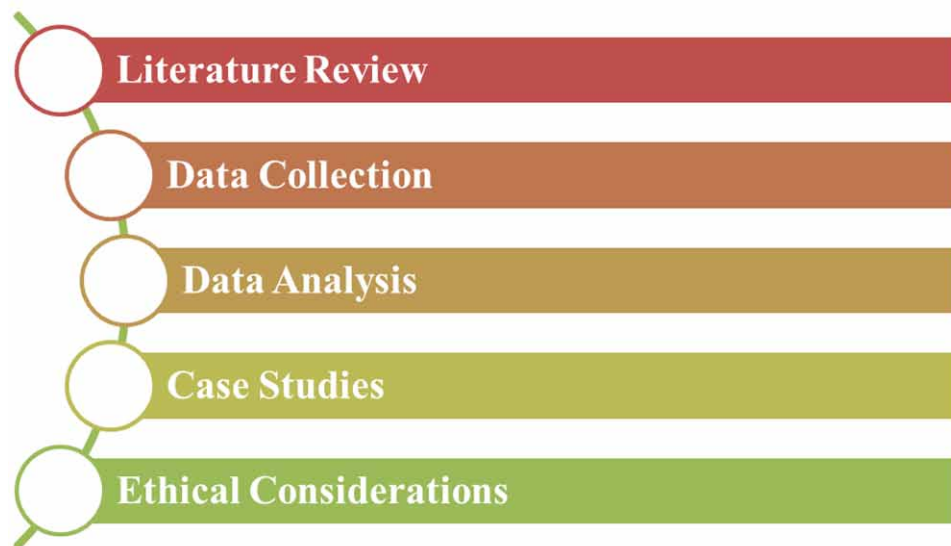 Literature Review
Data Collection
Data Analysis
Case Studies
Ethical Considerations